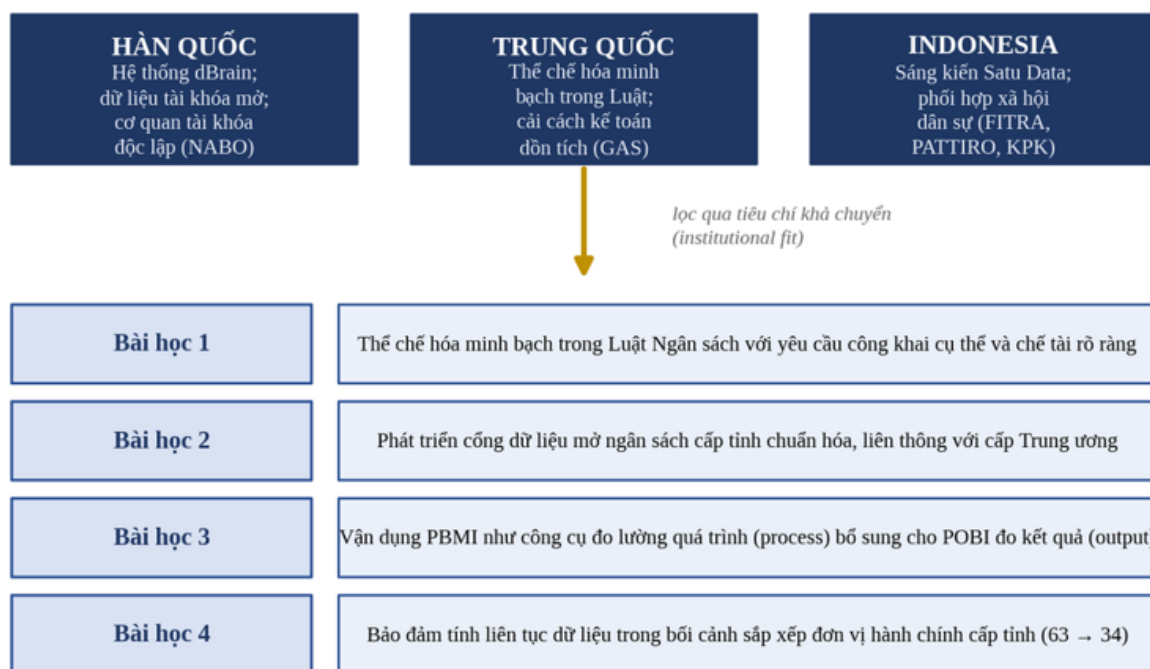 HÀN QUỐC
Hệ thống dBrain;
dữ liệu tài khóa mở;
cơ quan tài khóa
độc lập (NABO)
TRUNG QUỐC
Thể chế hóa minh
bạch trong Luật;
cải cách kế toán
dồn tích (GAS)
INDONESIA
Sáng kiến Satu Data;
phối hợp xã hội
dân sự (FITRA,
PATTIRO, KPK)
lọc qua tiêu chí khả chuyển
(institutional fit)
Bài học 1
Thể chế hóa minh bạch trong Luật Ngân sách với yêu cầu công khai cụ thể và chế tài rõ ràng
Bài học 2
Phát triển cổng dữ liệu mở ngân sách cấp tỉnh chuẩn hóa, liên thông với cấp Trung ương
Bài học 3
Vận dụng PBMI như công cụ đo lường quá trình (process) bổ sung cho POBI đo kết quả (output)
Bài học 4
Bảo đảm tính liên tục dữ liệu trong bối cảnh sắp xếp đơn vị hành chính cấp tỉnh (63 → 34)